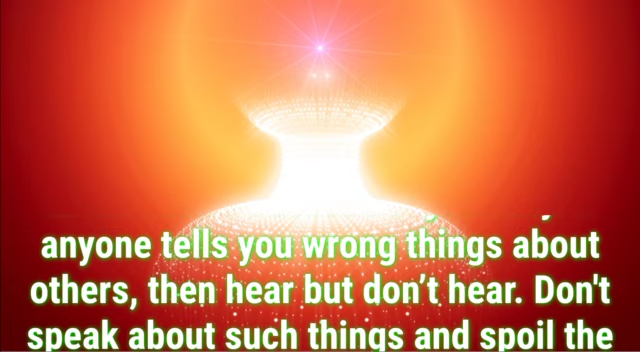 anyone tells you wrong things about
others, then hear but don’t hear. Don't
speak about such things and spoil the